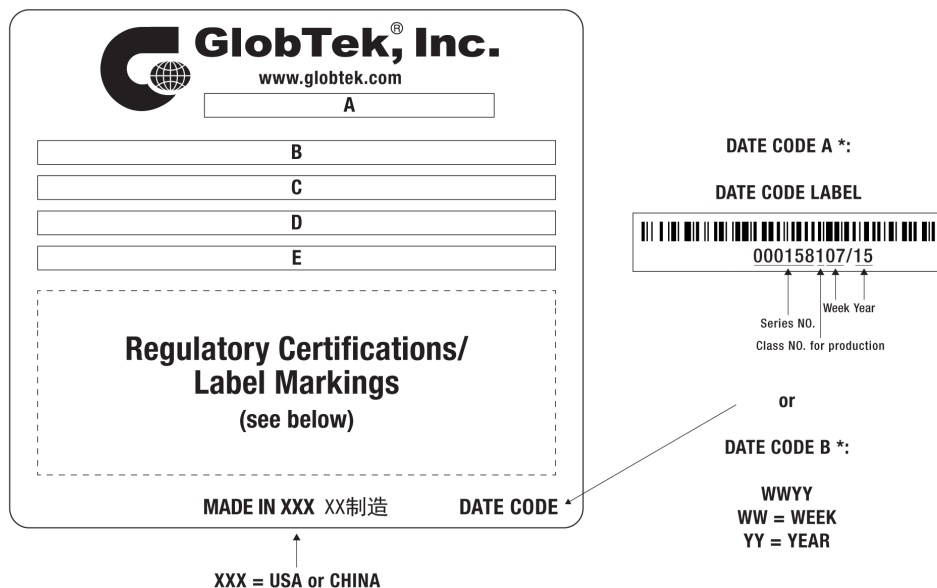 GlobTek,® Inc.
www.globtek.com
A
B
C
D
E
Regulatory Certifications/
Label Markings
(see below)
MADE IN XXX XX制造 DATE CODE
XXX = USA or CHINA
DATE CODE A *:
DATE CODE LABEL
000158107/15
Week Year
Series NO.
Class NO. for production
or
DATE CODE B *:
WWYY
WW = WEEK
YY = YEAR